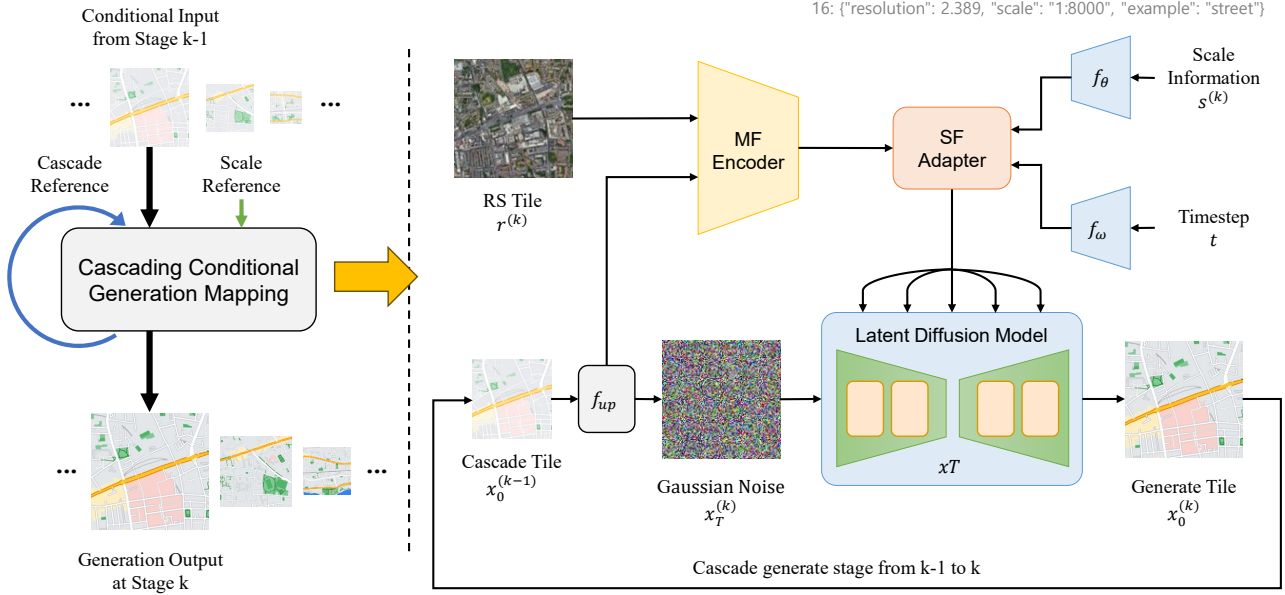 16: {"resolution": 2.389, "scale": "1:8000", "example": "street"}
Conditional Input
from Stage k-1
...
...
Cascade
Reference
Scale
Reference
Cascading Conditional
Generation Mapping
...
...
Generation Output
at Stage k
RS Tile
r^(k)
MF
Encoder
SF
Adapter
f_θ
Scale
Information
s^(k)
f_ω
Timestep
t
Cascade Tile
x_0^(k−1)
f_up
Gaussian Noise
x_T^(k)
Latent Diffusion Model
xT
Generate Tile
x_0^(k)
Cascade generate stage from k-1 to k